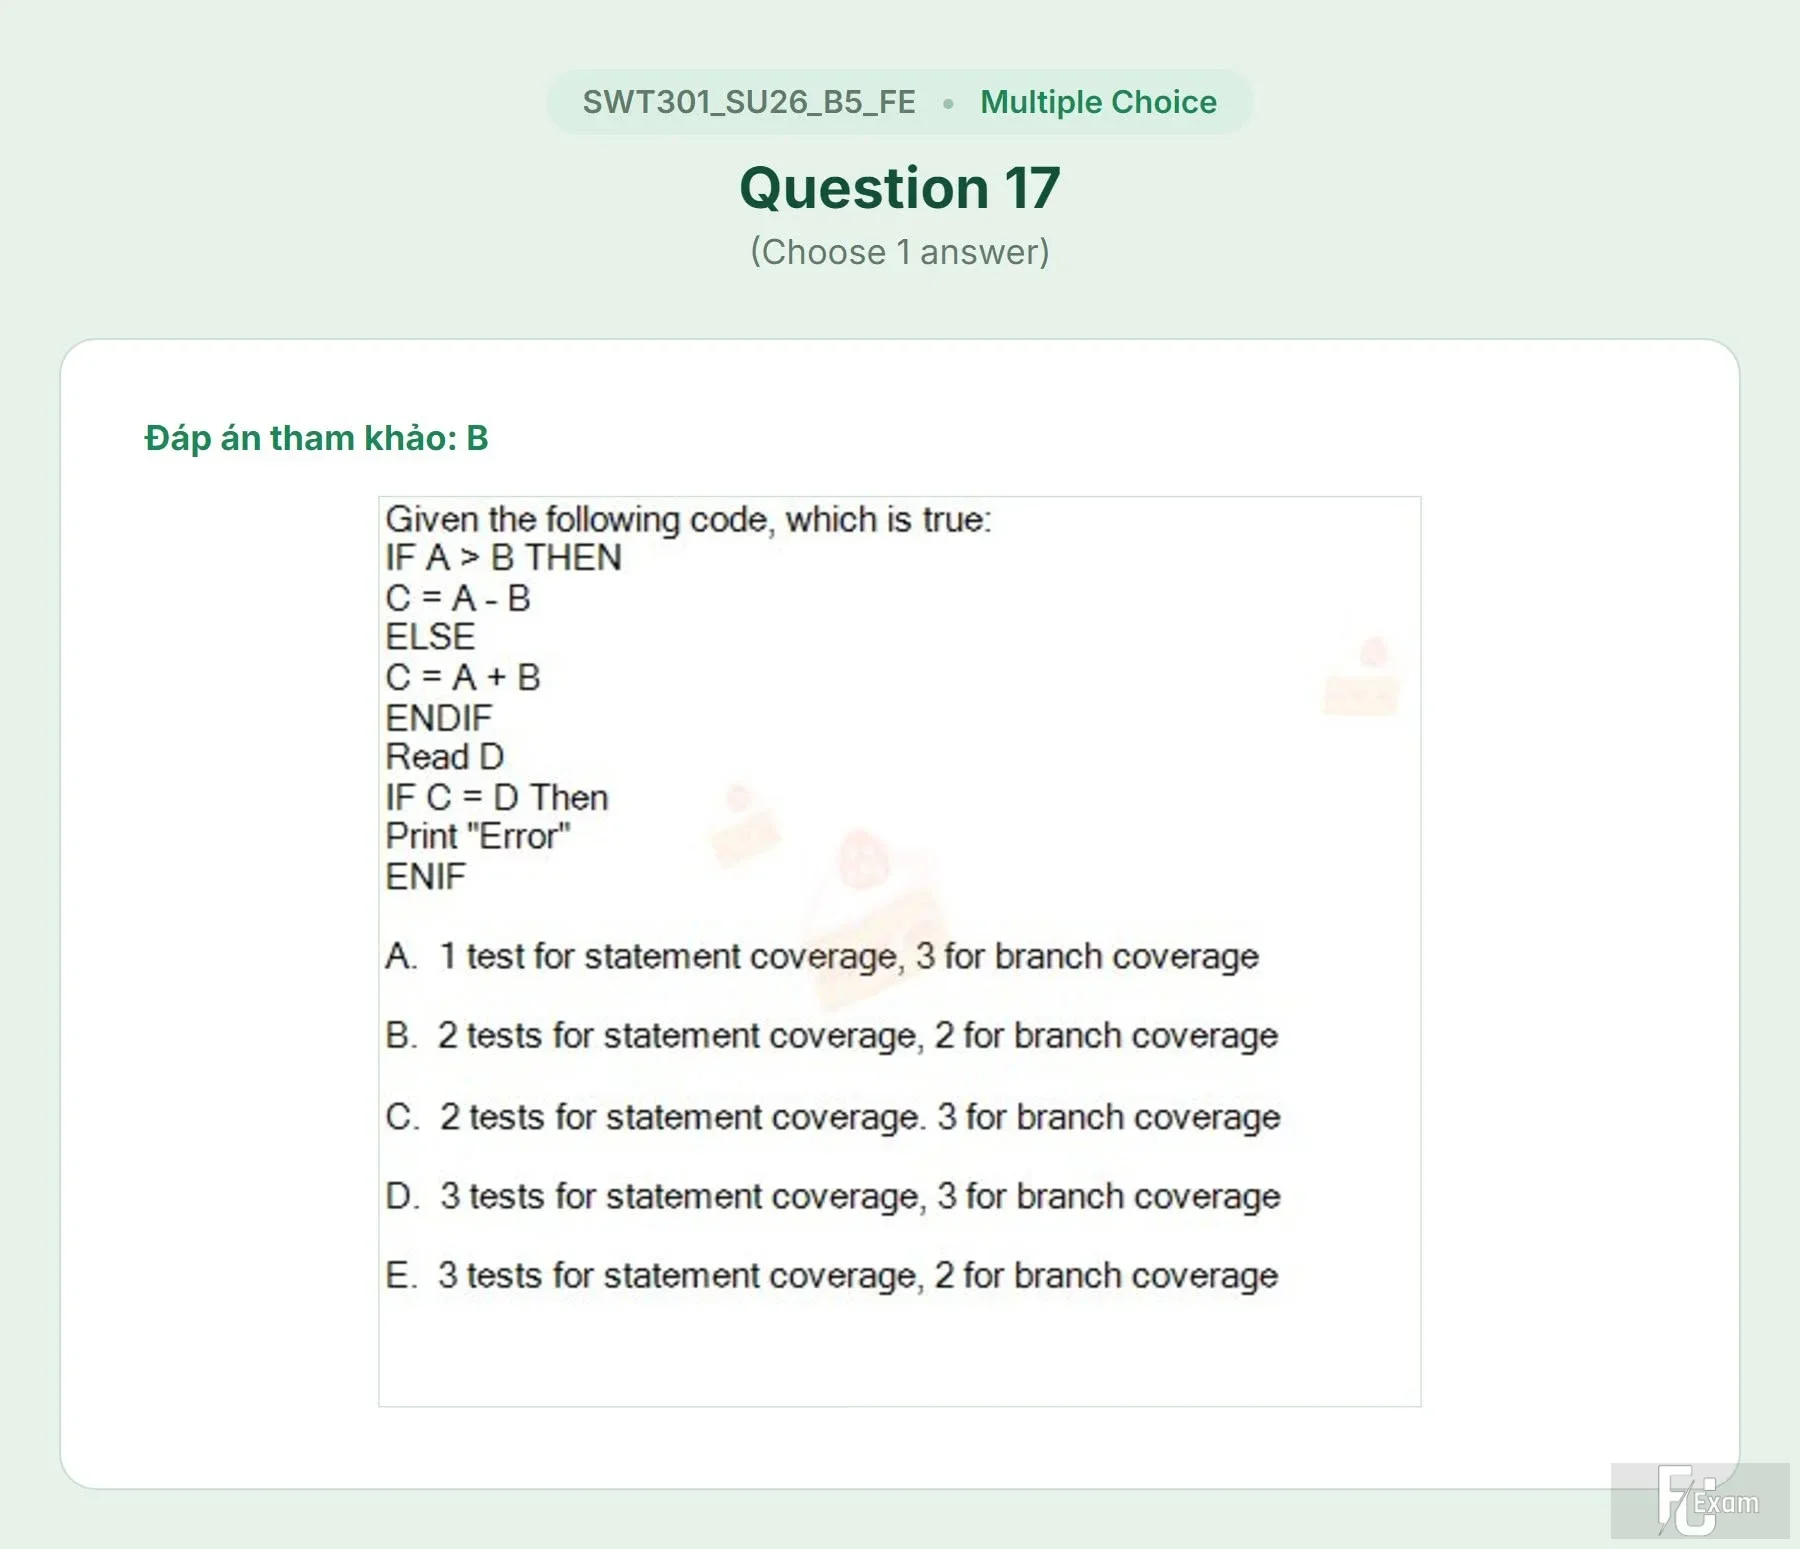 SWT301_SU26_B5_FE • Multiple Choice
Question 17
(Choose 1 answer)
Đáp án tham khảo: B
Given the following code, which is true:
IF A > B THEN
C = A - B
ELSE
C = A + B
ENDIF
Read D
IF C = D Then
Print "Error"
ENIF
A. 1 test for statement coverage, 3 for branch coverage
B. 2 tests for statement coverage, 2 for branch coverage
C. 2 tests for statement coverage. 3 for branch coverage
D. 3 tests for statement coverage, 3 for branch coverage
E. 3 tests for statement coverage, 2 for branch coverage
FU Exam